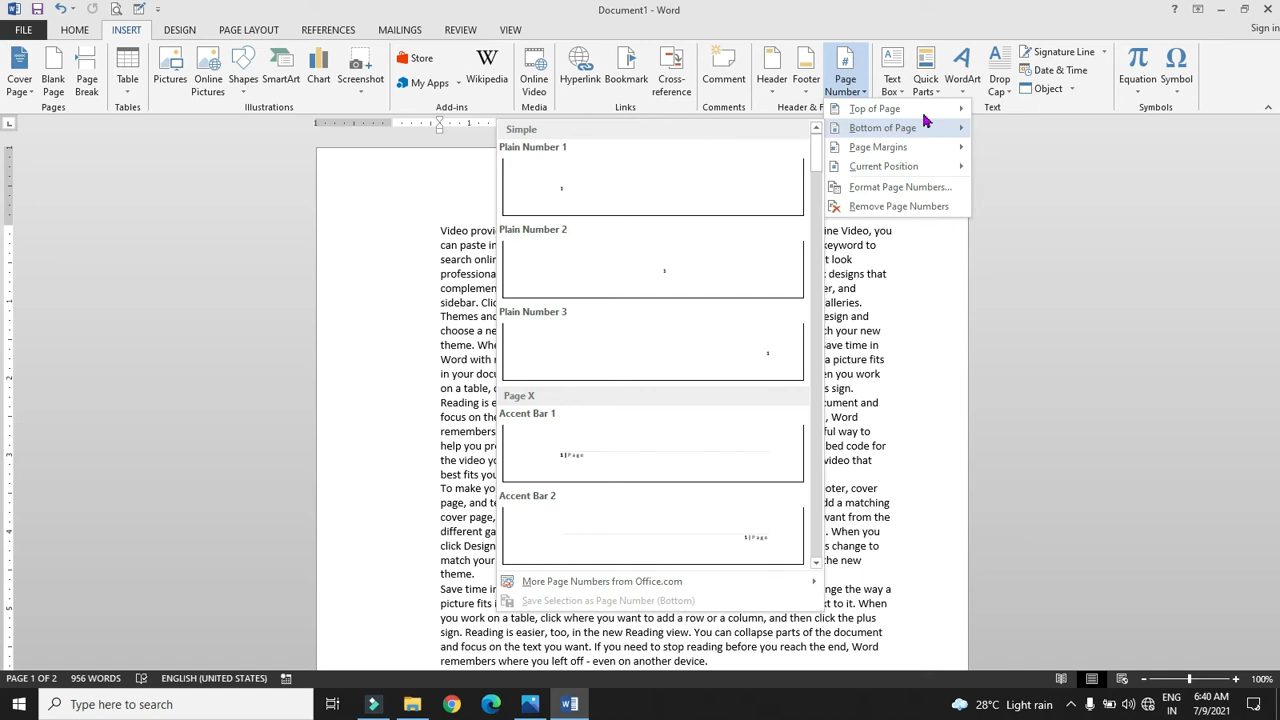 Document1 - Word
Sign in
FILE HOME INSERT DESIGN PAGE LAYOUT REFERENCES MAILINGS REVIEW VIEW
Cover Page
Blank Page
Page Break
Table
Pictures
Online Pictures
Shapes
SmartArt
Chart
Screenshot
Store
My Apps
Wikipedia
Online Video
Hyperlink
Bookmark
Cross-reference
Comment
Header
Footer
Page Number
Text Box
Quick Parts
WordArt
Drop Cap
Signature Line
Date & Time
Object
Equation
Symbol
Pages Tables Illustrations Add-ins Media Links Comments Header & F Text Symbols
Top of Page
Bottom of Page
Page Margins
Current Position
Format Page Numbers...
Remove Page Numbers
Simple
Plain Number 1
1
Plain Number 2
1
Plain Number 3
1
Page X
Accent Bar 1
1|Page
Accent Bar 2
1|Page
More Page Numbers from Office.com
Save Selection as Page Number (Bottom)
Video provi ine Video, you
can paste in keyword to
search onlin t look
professiona designs that
complemen er, and
sidebar. Clic alleries.
Themes and esign and
choose a ne ch your new
theme. Whe Save time in
Word with n a picture fits
in your docu n you work
on a table, s sign.
Reading is e cument and
focus on the , Word
remembers ful way to
help you pr bed code for
the video yo video that
best fits you
To make yo oter, cover
page, and te dd a matching
cover page, want from the
different ga . When you
click Design s change to
match your the new
theme.
Save time in nge the way a
picture fits i t to it. When
you work on a table, click where you want to add a row or a column, and then click the plus
sign. Reading is easier, too, in the new Reading view. You can collapse parts of the document
and focus on the text you want. If you need to stop reading before you reach the end, Word
remembers where you left off - even on another device.
PAGE 1 OF 2 956 WORDS ENGLISH (UNITED STATES) 100%
Type here to search
28°C Light rain
ENG
IN
6:40 AM
7/9/2021